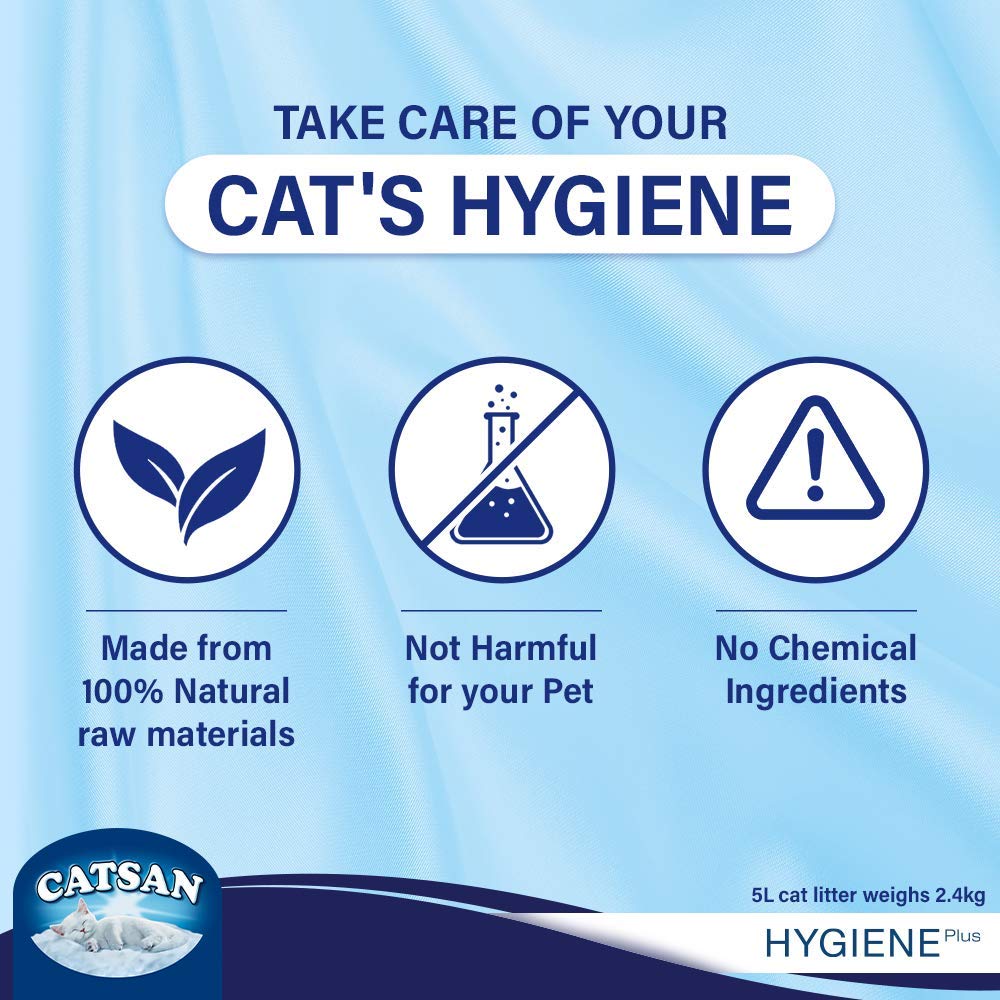 TAKE CARE OF YOUR
CAT'S HYGIENE
Made from
100% Natural
raw materials
Not Harmful
for your Pet
No Chemical
Ingredients
CATSAN
5L cat litter weighs 2.4kg
HYGIENE Plus